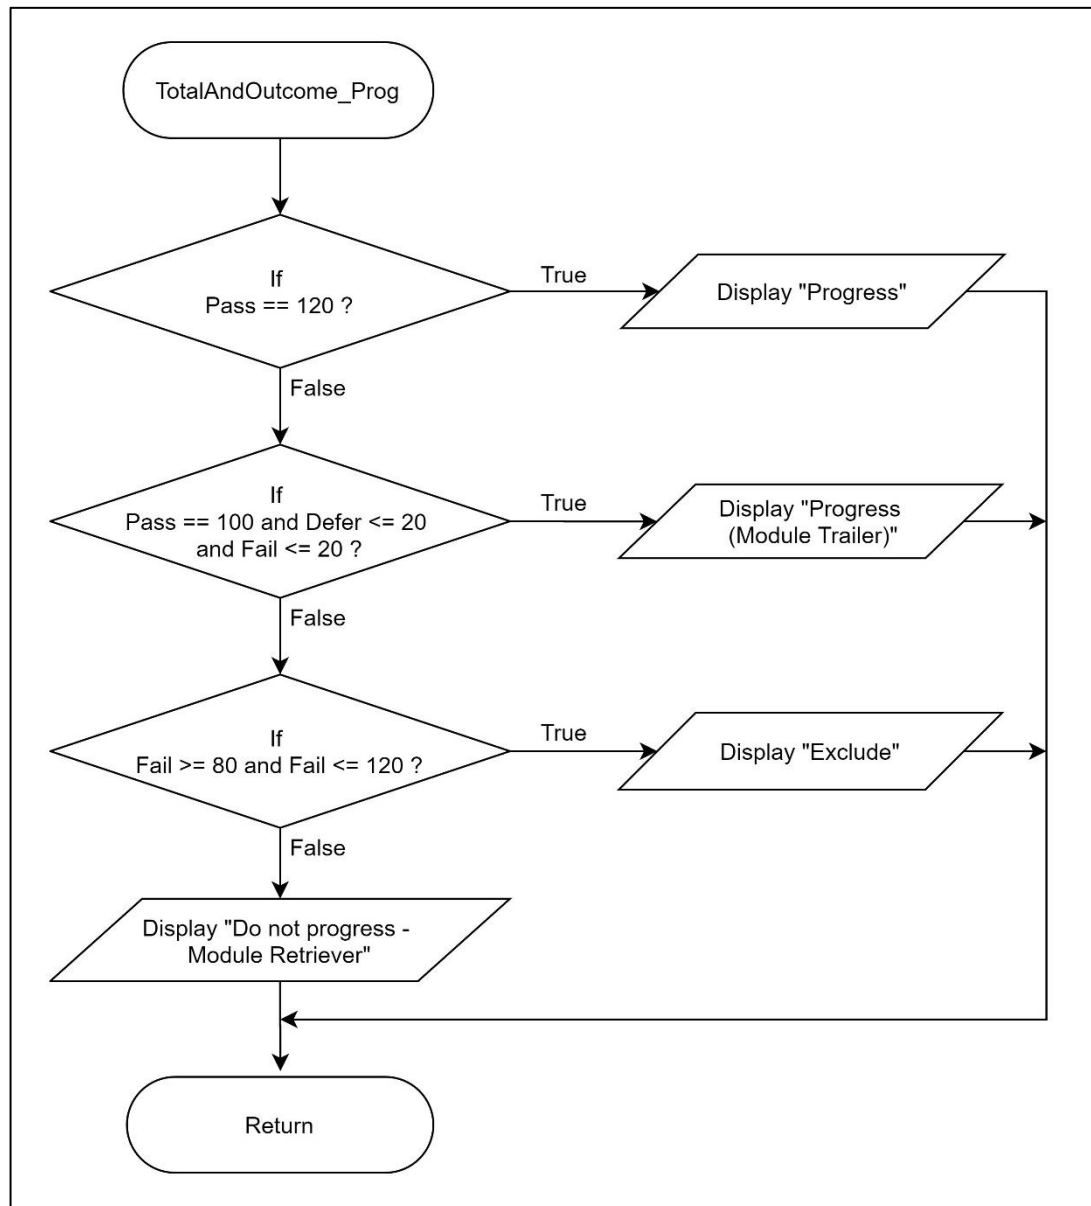 TotalAndOutcome_Prog
If
Pass == 120 ?
True
Display "Progress"
False
If
Pass == 100 and Defer <= 20
and Fail <= 20 ?
True
Display "Progress
(Module Trailer)"
False
If
Fail >= 80 and Fail <= 120 ?
True
Display "Exclude"
False
Display "Do not progress -
Module Retriever"
Return